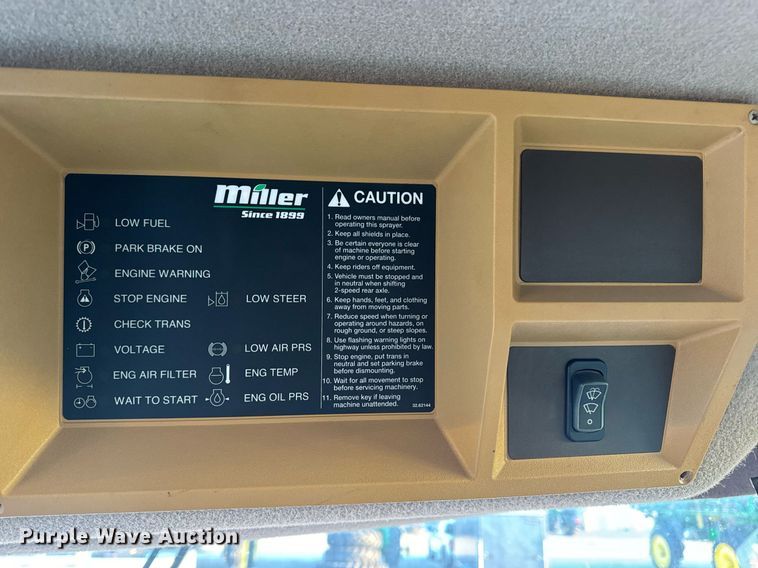 Miller
Since 1899
LOW FUEL
PARK BRAKE ON
ENGINE WARNING
STOP ENGINE
LOW STEER
CHECK TRANS
VOLTAGE
LOW AIR PRS
ENG AIR FILTER
ENG TEMP
WAIT TO START
ENG OIL PRS
CAUTION
1. Read owners manual before
operating this sprayer.
2. Keep all shields in place.
3. Be certain everyone is clear
of machine before starting
engine or operating.
4. Keep riders off equipment.
5. Vehicle must be stopped and
in neutral when shifting
2-speed rear axle.
6. Keep hands, feet, and clothing
away from moving parts.
7. Reduce speed when turning or
operating around hazards, on
rough ground, or steep slopes.
8. Use flashing warning lights on
highway unless prohibited by law.
9. Stop engine, put trans in
neutral and set parking brake
before dismounting.
10. Wait for all movement to stop
before servicing machinery.
11. Remove key if leaving
machine unattended.
32.62144
Purple Wave Auction